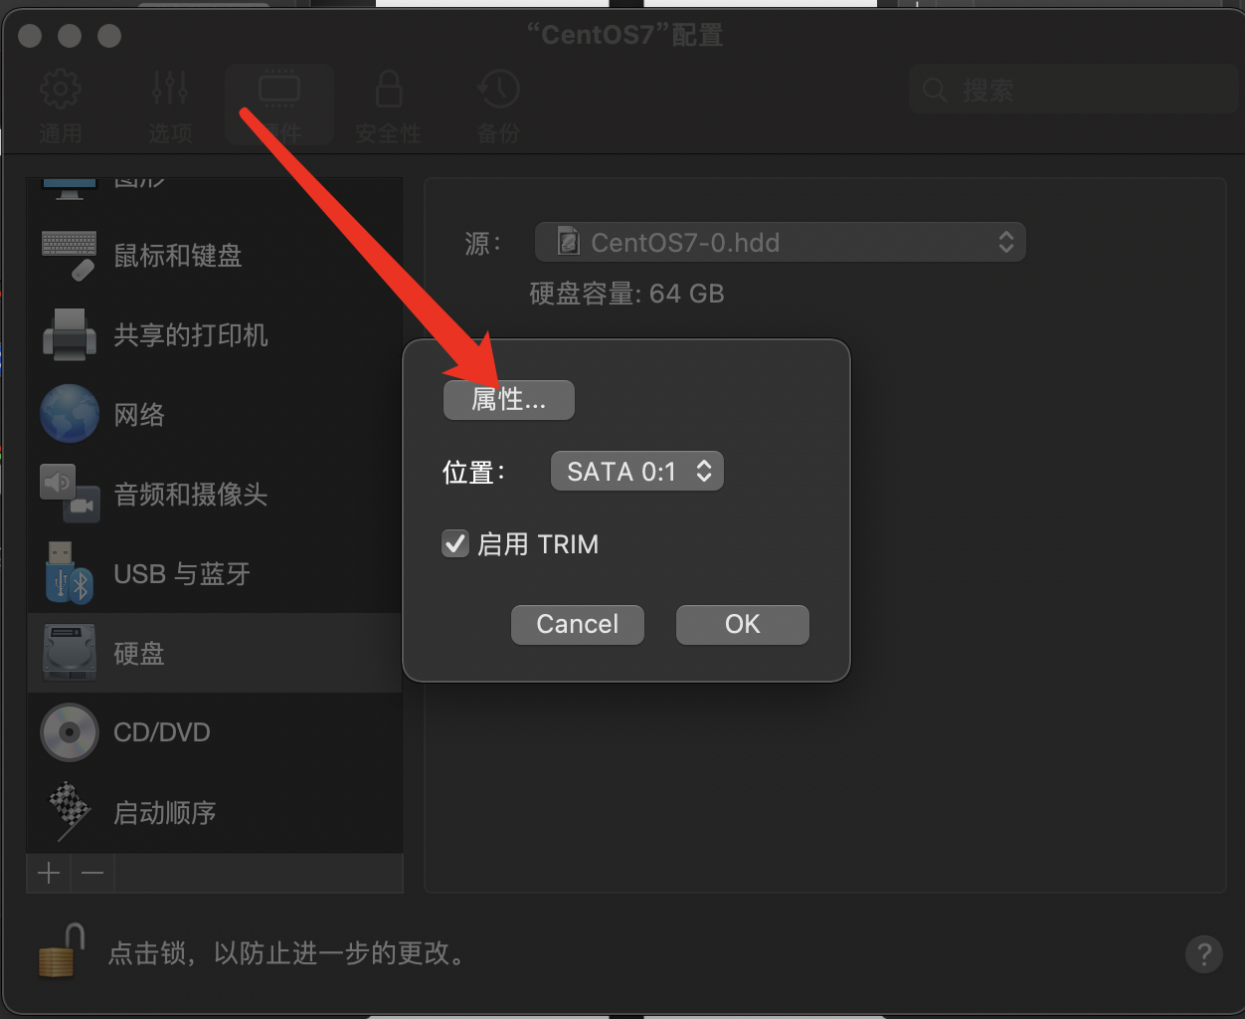 “CentOS7”配置
通用
选项
件
安全性
备份
搜索
图形
鼠标和键盘
共享的打印机
网络
音频和摄像头
USB 与蓝牙
硬盘
CD/DVD
启动顺序
源：
CentOS7-0.hdd
硬盘容量: 64 GB
属性...
位置：
SATA 0:1
启用 TRIM
Cancel
OK
点击锁，以防止进一步的更改。
?